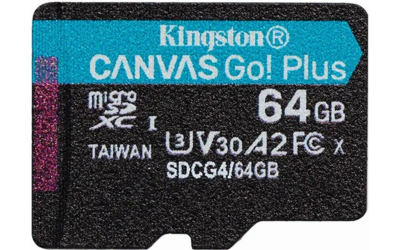 Kingston®
CANVAS Go! Plus
micro SD XC I 64GB
TAIWAN U3 V30 A2 FC X
SDCG4/64GB